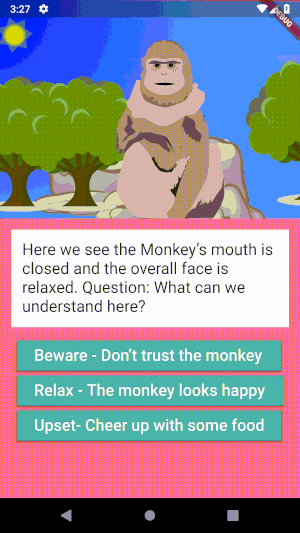 3:27
DEBUG
Here we see the Monkey's mouth is
closed and the overall face is
relaxed. Question: What can we
understand here?
Beware - Don't trust the monkey
Relax - The monkey looks happy
Upset- Cheer up with some food